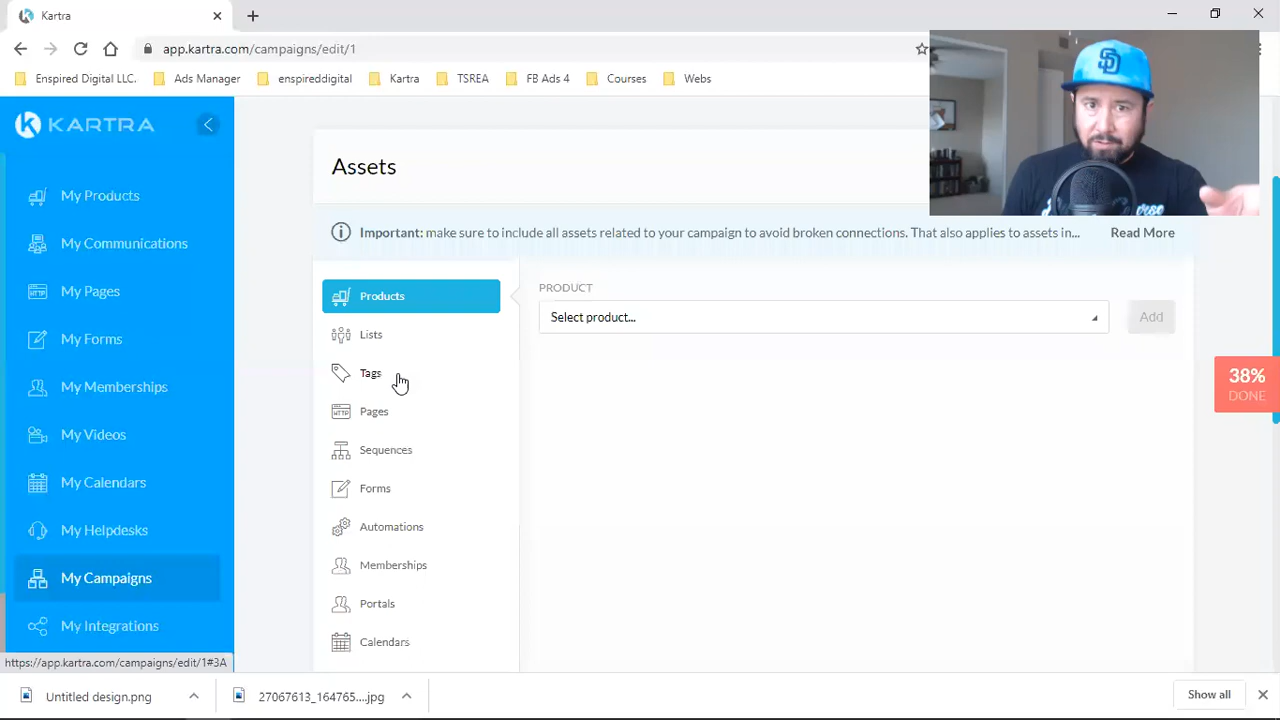 Kartra
app.kartra.com/campaigns/edit/1
Enspired Digital LLC. Ads Manager enspireddigital Kartra TSREA FB Ads 4 Courses Webs
KARTRA
My Products
My Communications
My Pages
My Forms
My Memberships
My Videos
My Calendars
My Helpdesks
My Campaigns
My Integrations
Assets
Important: make sure to include all assets related to your campaign to avoid broken connections. That also applies to assets in... Read More
Products
Lists
Tags
Pages
Sequences
Forms
Automations
Memberships
Portals
Calendars
PRODUCT
Select product... Add
38%
DONE
SD
https://app.kartra.com/campaigns/edit/1#3A
Untitled design.png 27067613_164765....jpg Show all